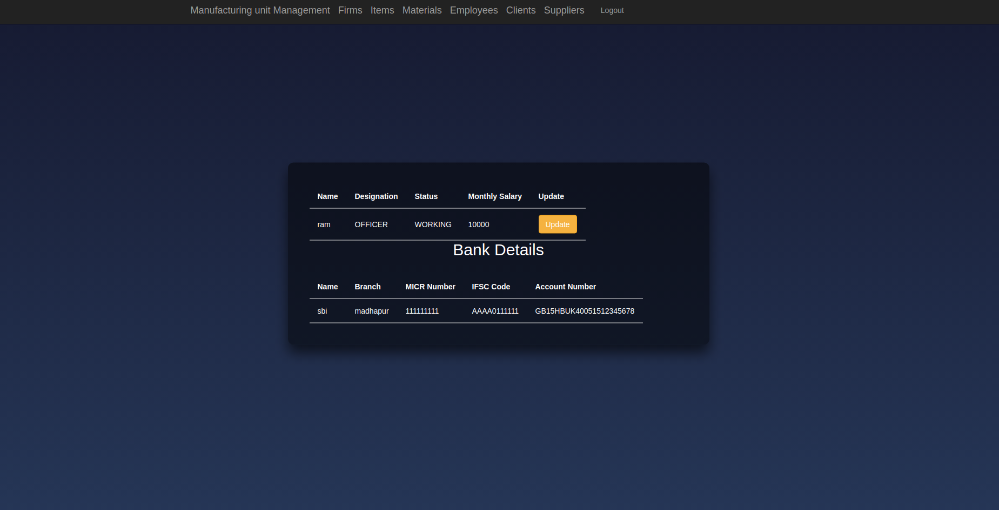 Manufacturing unit Management Firms Items Materials Employees Clients Suppliers Logout
Name Designation Status Monthly Salary Update
ram OFFICER WORKING 10000 Update
Bank Details
Name Branch MICR Number IFSC Code Account Number
sbi madhapur 111111111 AAAA0111111 GB15HBUK40051512345678